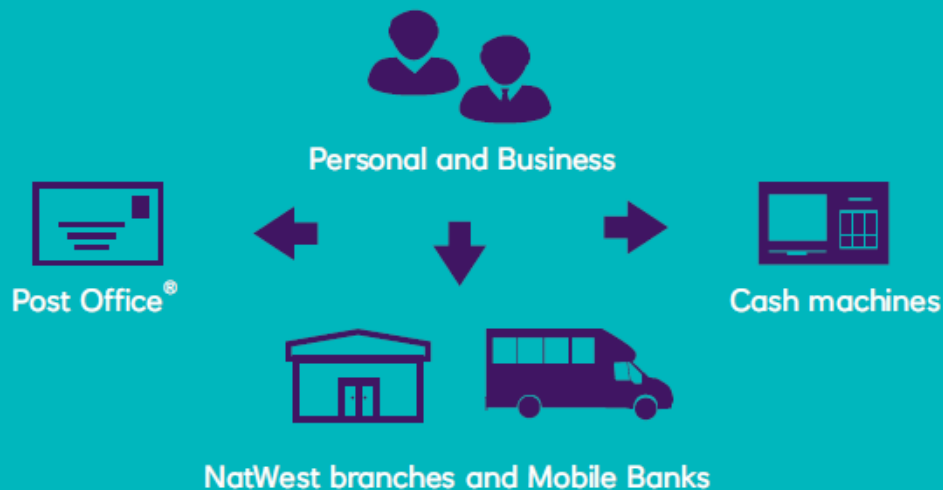 Personal and Business
Post Office®
Cash machines
NatWest branches and Mobile Banks